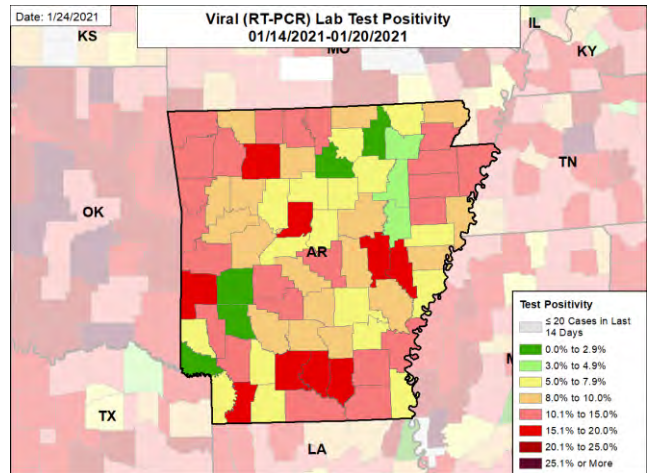 Date: 1/24/2021
Viral (RT-PCR) Lab Test Positivity
01/14/2021-01/20/2021
KS
MO
IL
KY
TN
OK
AR
TX
LA
Test Positivity
≤ 20 Cases in Last
14 Days
0.0% to 2.9%
3.0% to 4.9%
5.0% to 7.9%
8.0% to 10.0%
10.1% to 15.0%
15.1% to 20.0%
20.1% to 25.0%
25.1% or More